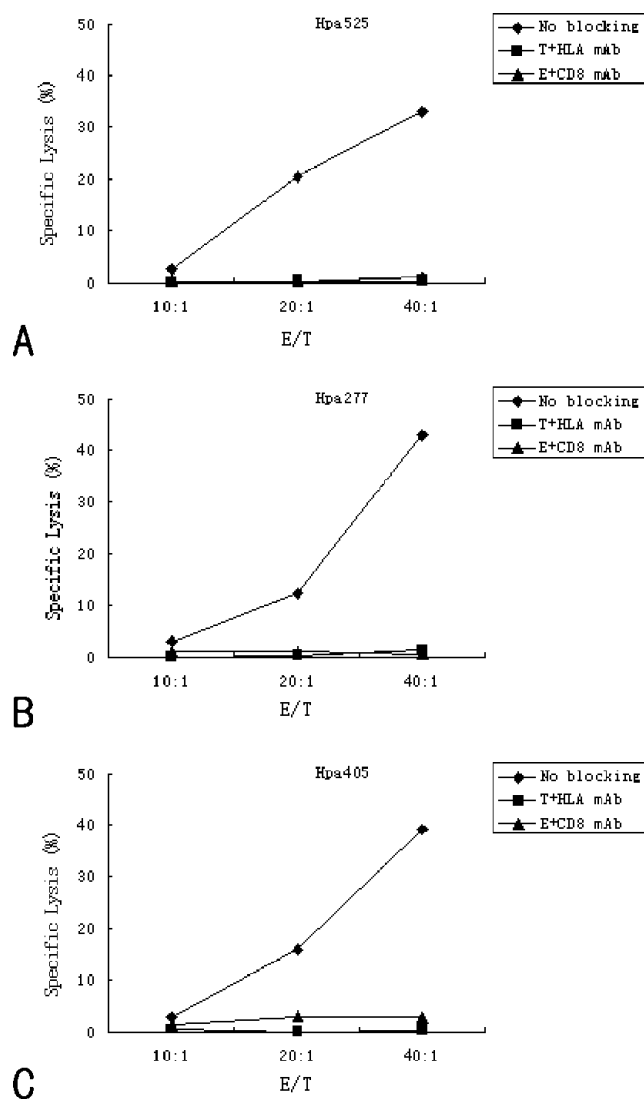 Hpa525
50
40
30
20
10
0
Specific Lysis (%)
10:1 20:1 40:1
E/T
No blocking
T+HLA mAb
E+CD8 mAb
A
Hpa277
50
40
30
20
10
0
Specific Lysis (%)
10:1 20:1 40:1
E/T
No blocking
T+HLA mAb
E+CD8 mAb
B
Hpa405
50
40
30
20
10
0
Specific Lysis (%)
10:1 20:1 40:1
E/T
No blocking
T+HLA mAb
E+CD8 mAb
C